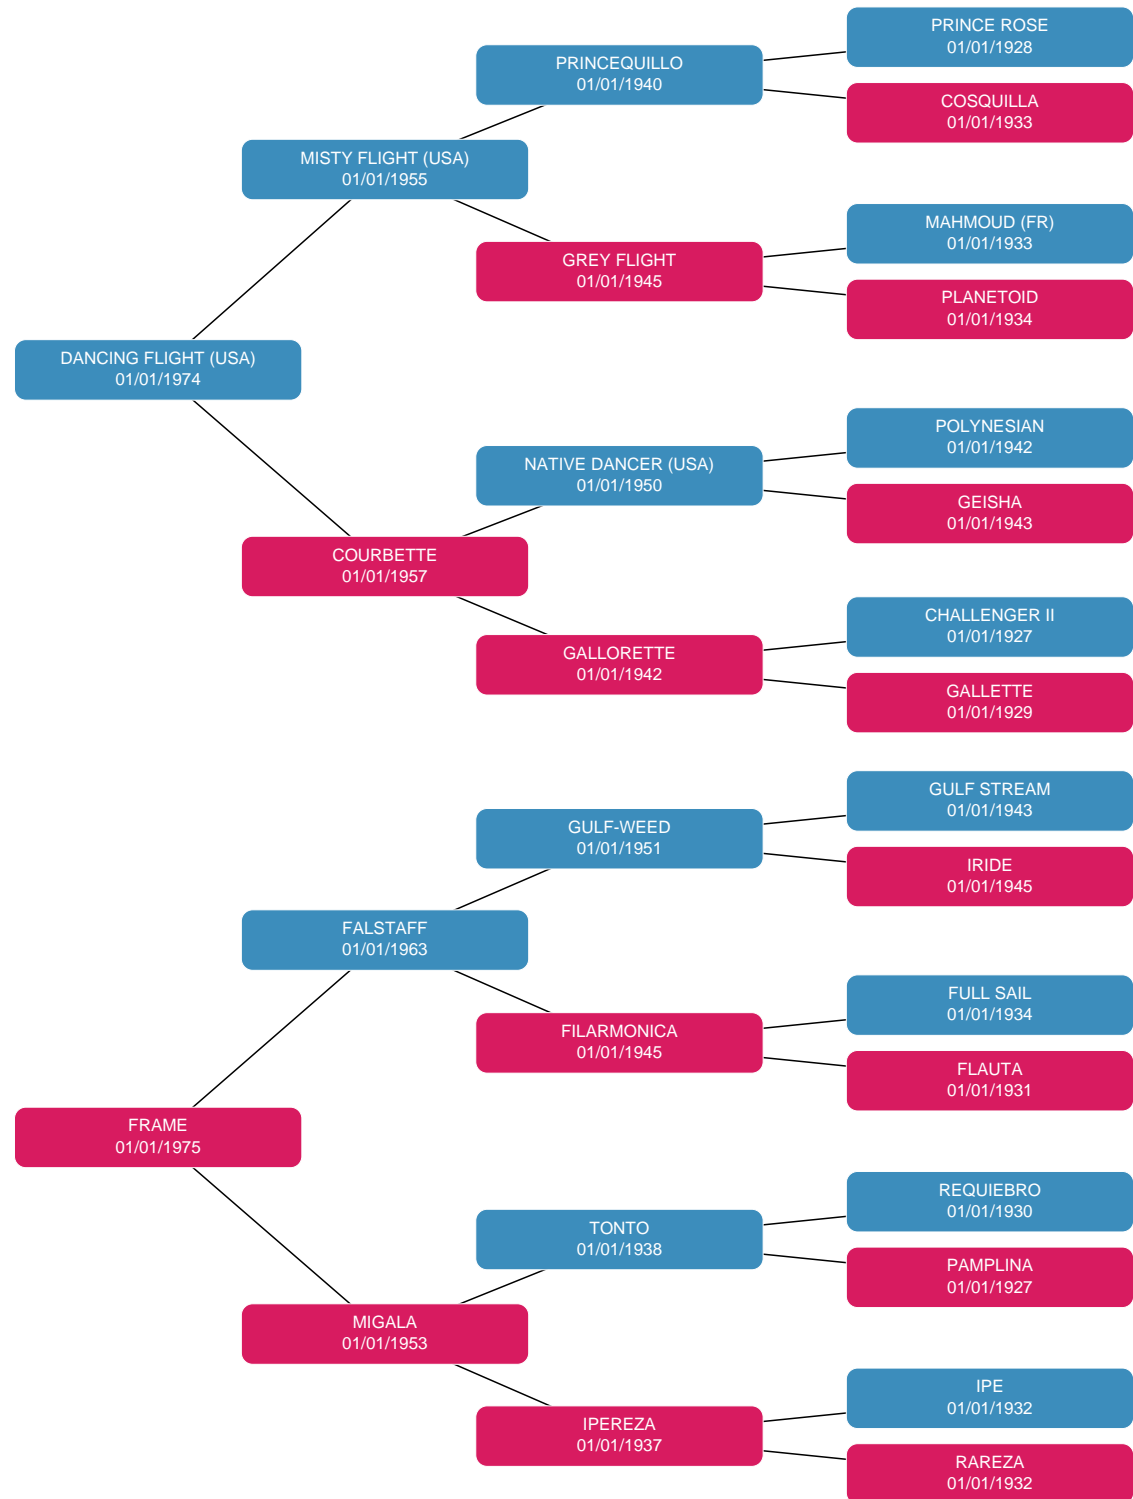 PRINCE ROSE
01/01/1928
PRINCEQUILLO
01/01/1940
COSQUILLA
01/01/1933
MISTY FLIGHT (USA)
01/01/1955
MAHMOUD (FR)
01/01/1933
GREY FLIGHT
01/01/1945
PLANETOID
01/01/1934
DANCING FLIGHT (USA)
01/01/1974
POLYNESIAN
01/01/1942
NATIVE DANCER (USA)
01/01/1950
GEISHA
01/01/1943
COURBETTE
01/01/1957
CHALLENGER II
01/01/1927
GALLORETTE
01/01/1942
GALLETTE
01/01/1929
GULF STREAM
01/01/1943
GULF-WEED
01/01/1951
IRIDE
01/01/1945
FALSTAFF
01/01/1963
FULL SAIL
01/01/1934
FILARMONICA
01/01/1945
FLAUTA
01/01/1931
FRAME
01/01/1975
REQUIEBRO
01/01/1930
TONTO
01/01/1938
PAMPLINA
01/01/1927
MIGALA
01/01/1953
IPE
01/01/1932
IPEREZA
01/01/1937
RAREZA
01/01/1932